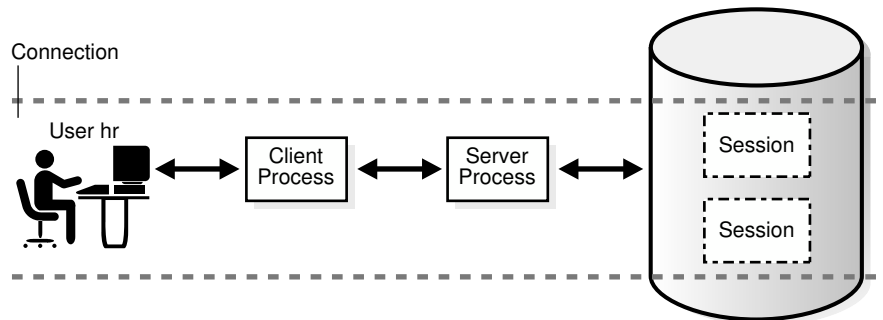 Connection
User hr
Client
Process
Server
Process
Session
Session